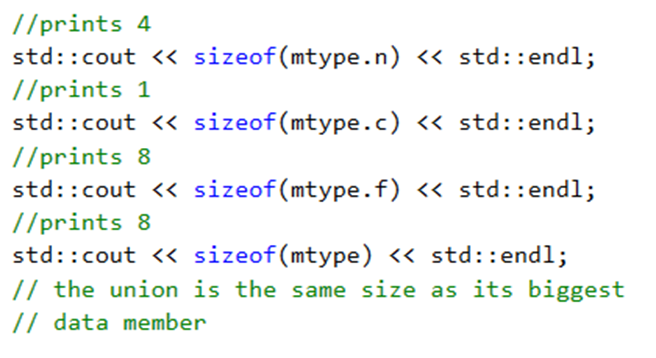 //prints 4
std::cout << sizeof(mtype.n) << std::endl;
//prints 1
std::cout << sizeof(mtype.c) << std::endl;
//prints 8
std::cout << sizeof(mtype.f) << std::endl;
//prints 8
std::cout << sizeof(mtype) << std::endl;
// the union is the same size as its biggest
// data member